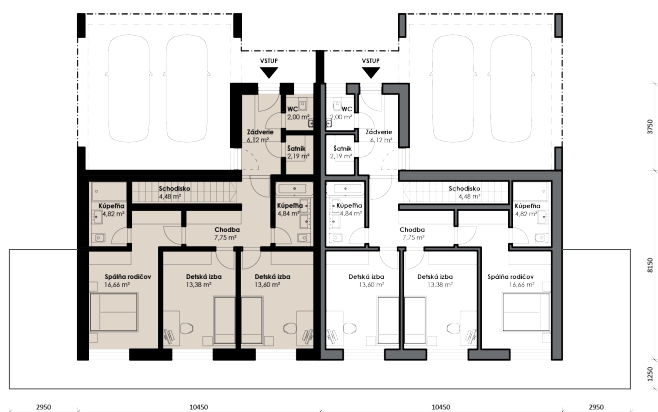 VSTUP
VSTUP
WC
2,00 m²
WC
2,00 m²
Zádverie
6,12 m²
Zádverie
6,12 m²
Šatník
2,19 m²
Šatník
2,19 m²
3750
Schodisko
4,48 m²
Schodisko
4,48 m²
Kúpeľňa
4,82 m²
Kúpeľňa
4,84 m²
Kúpeľňa
4,84 m²
Kúpeľňa
4,82 m²
Chodba
7,75 m²
Chodba
7,75 m²
8150
Spálňa rodičov
16,66 m²
Detská izba
13,38 m²
Detská izba
13,60 m²
Detská izba
13,60 m²
Detská izba
13,38 m²
Spálňa rodičov
16,66 m²
1250
2950
10450
10450
2950